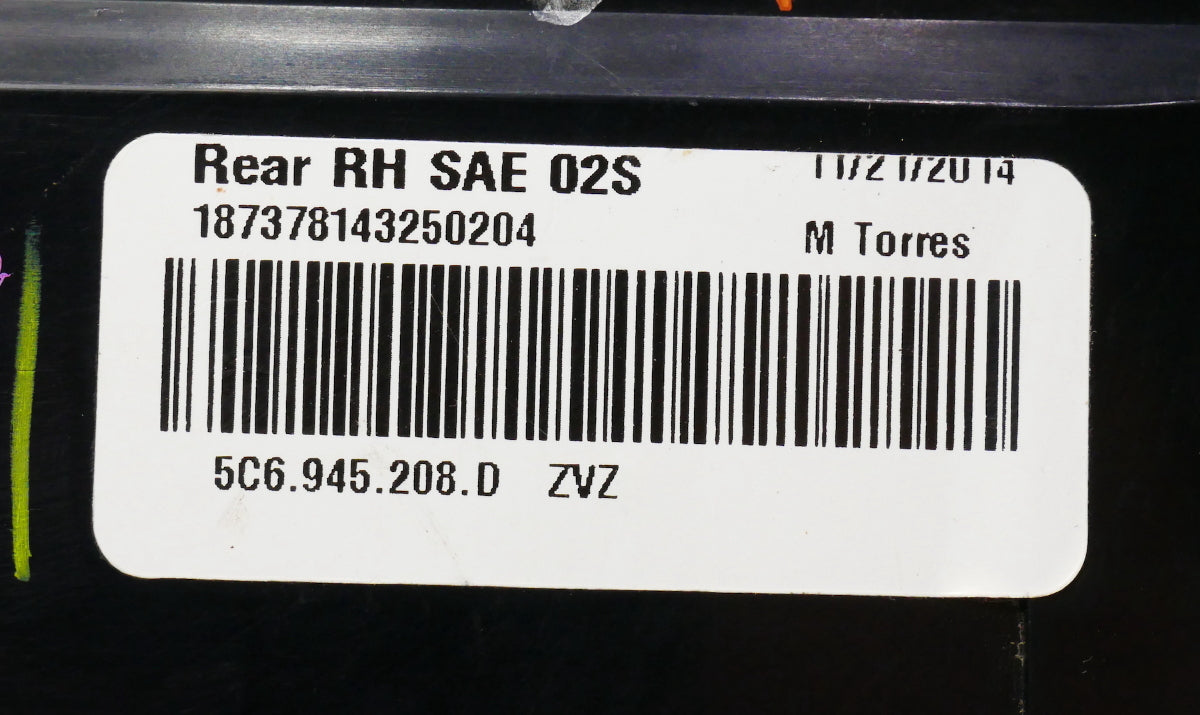 Rear RH SAE 02S 11/21/2014
187378143250204
M Torres
5C6.945.208.D ZVZ